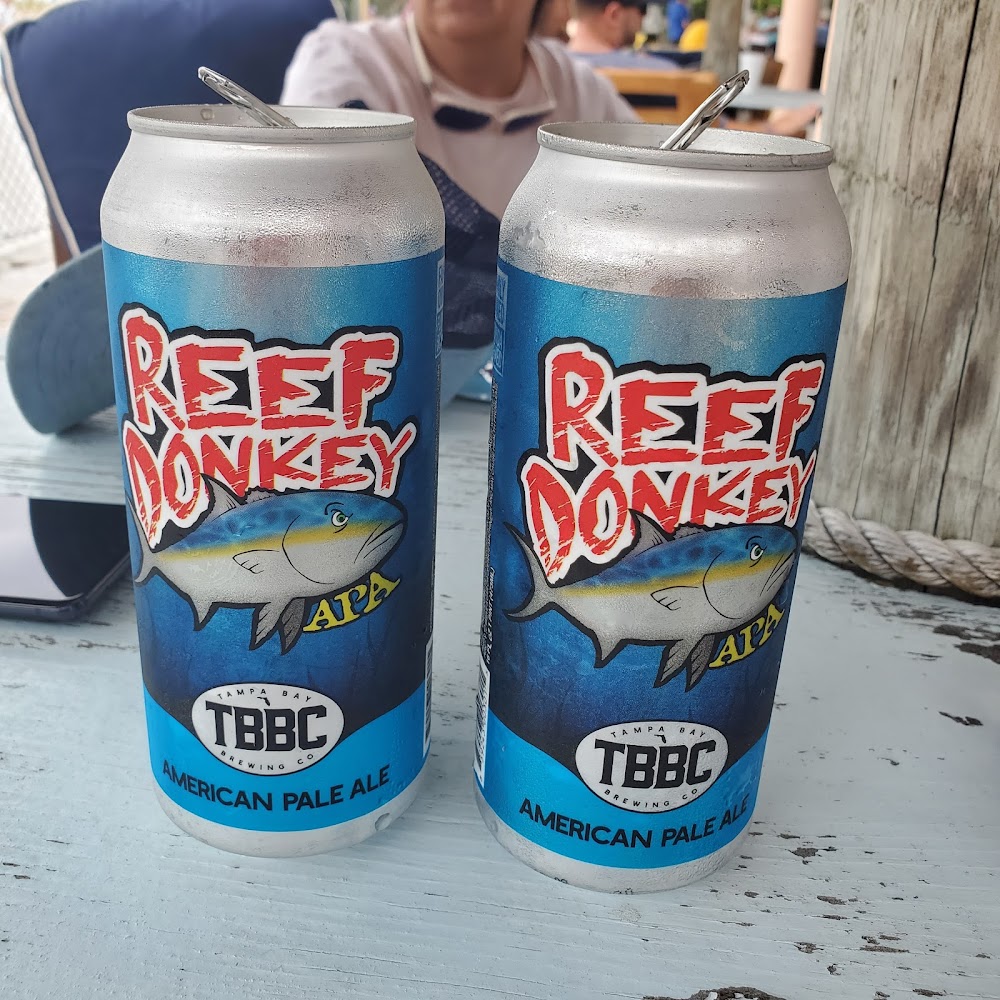 REEF
DONKEY
APA
TAMPA BAY
TBBC
BREWING CO
AMERICAN PALE ALE
REEF
DONKEY
APA
TAMPA BAY
TBBC
BREWING CO
AMERICAN PALE ALE